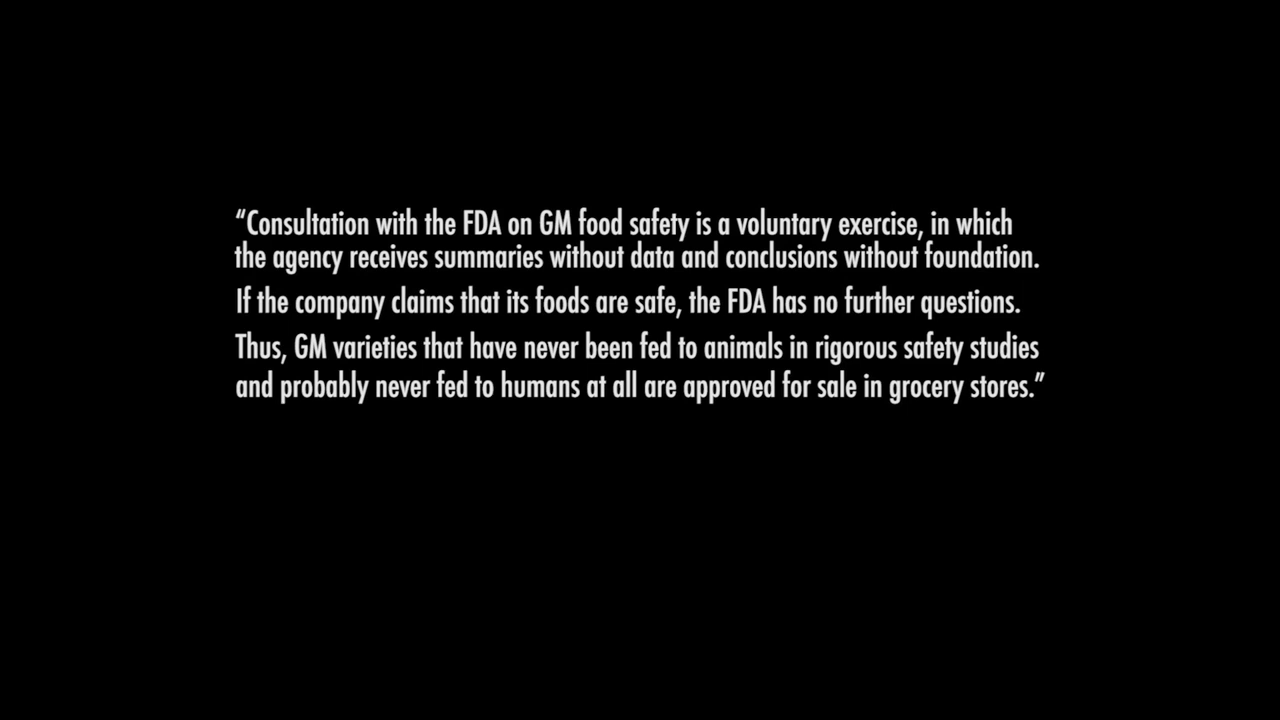 “Consultation with the FDA on GM food safety is a voluntary exercise, in which
the agency receives summaries without data and conclusions without foundation.
If the company claims that its foods are safe, the FDA has no further questions.
Thus, GM varieties that have never been fed to animals in rigorous safety studies
and probably never fed to humans at all are approved for sale in grocery stores.”